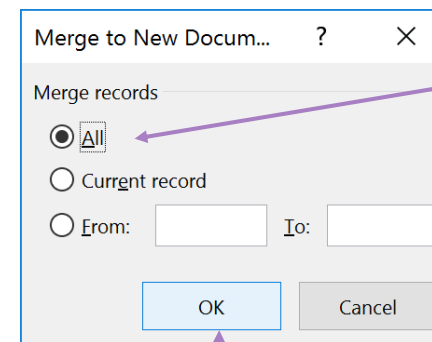 Merge to New Docum... ?
Merge records
All
Current record
From: To:
OK Cancel